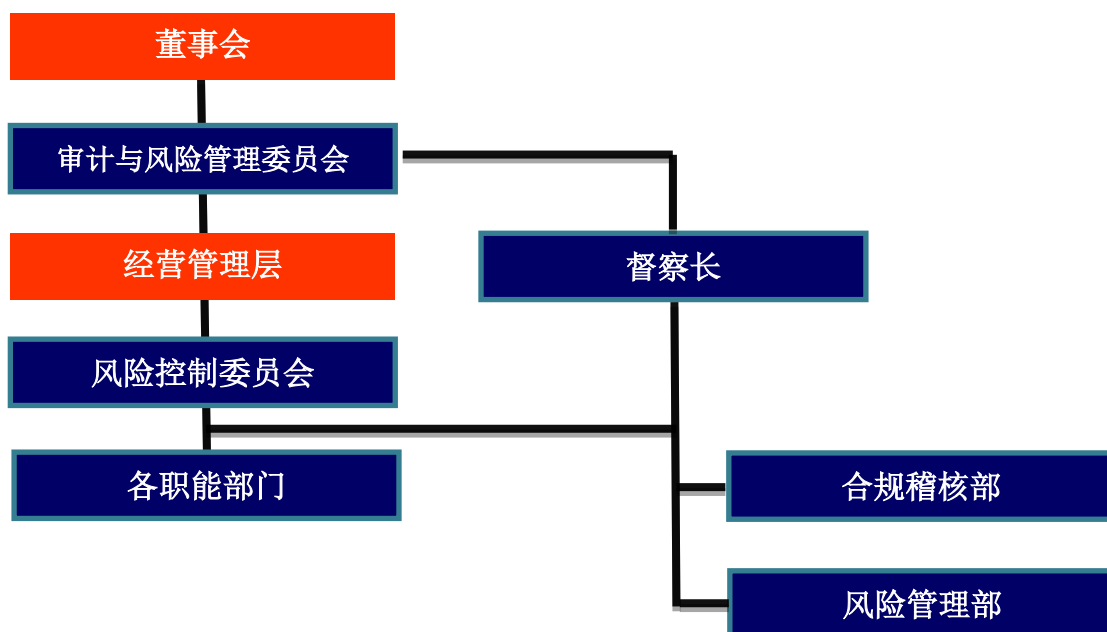 董事会
审计与风险管理委员会
经营管理层
督察长
风险控制委员会
各职能部门
合规稽核部
风险管理部